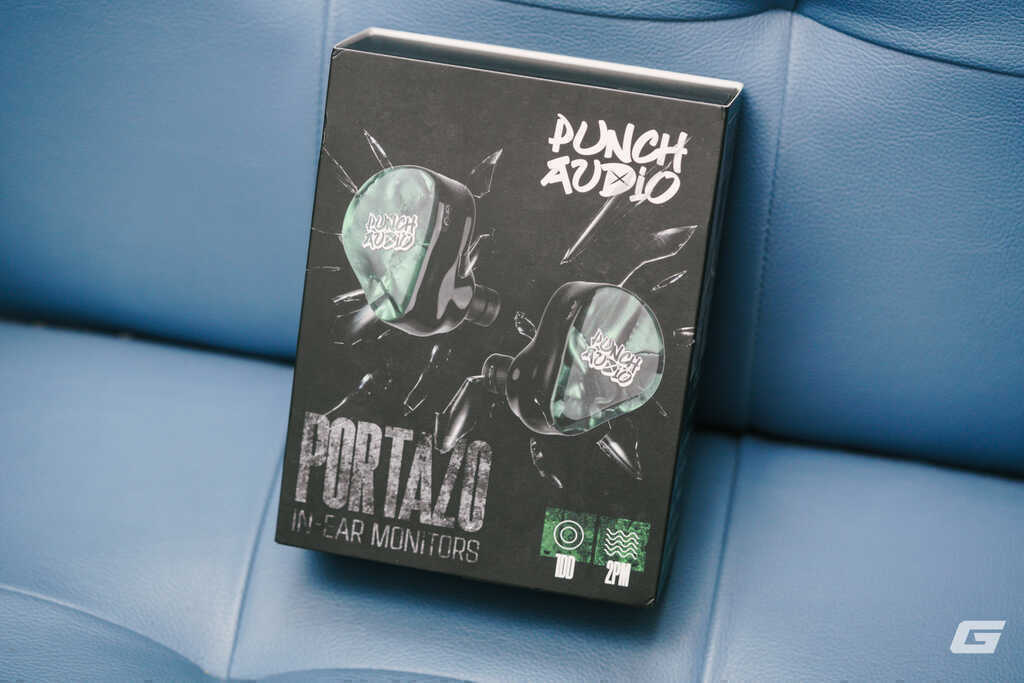 PUNCH
AUDIO
PUNCH
AUDIO
PUNCH
AUDIO
PORTAZO
IN-EAR MONITORS
1DD
2PM
G